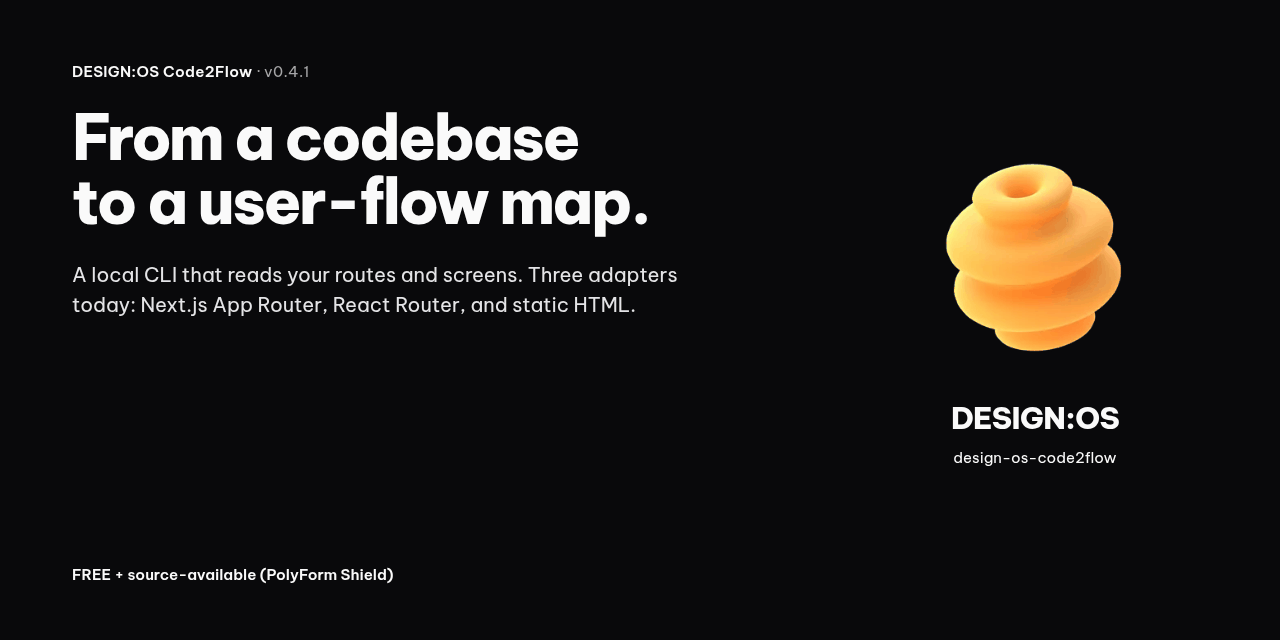 DESIGN:OS Code2Flow · v0.4.1
From a codebase
to a user-flow map.
A local CLI that reads your routes and screens. Three adapters
today: Next.js App Router, React Router, and static HTML.
DESIGN:OS
design-os-code2flow
FREE + source-available (PolyForm Shield)